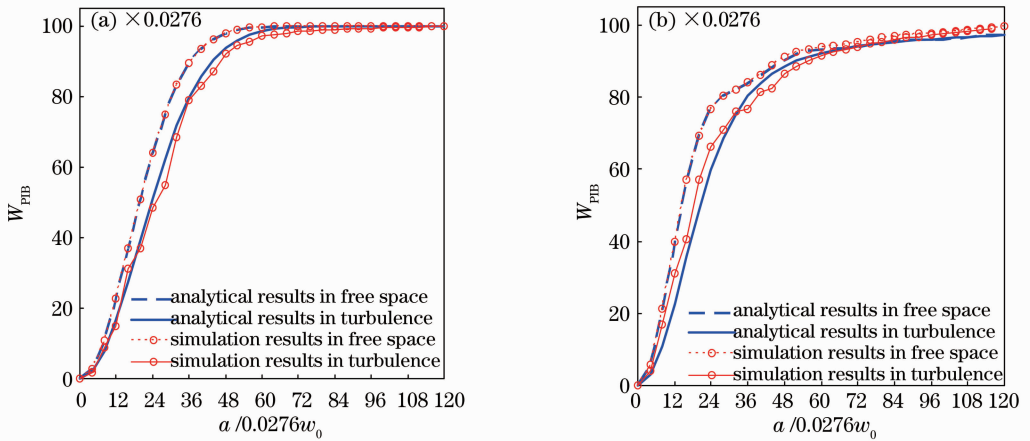 (a) ×0.0276
100
80
60
40
20
0
W_PIB
analytical results in free space
analytical results in turbulence
simulation results in free space
simulation results in turbulence
0 12 24 36 48 60 72 84 96 108 120
a /0.0276w₀
(b) ×0.0276
100
80
60
40
20
0
W_PIB
analytical results in free space
analytical results in turbulence
simulation results in free space
simulation results in turbulence
0 12 24 36 48 60 72 84 96 108 120
a /0.0276w₀